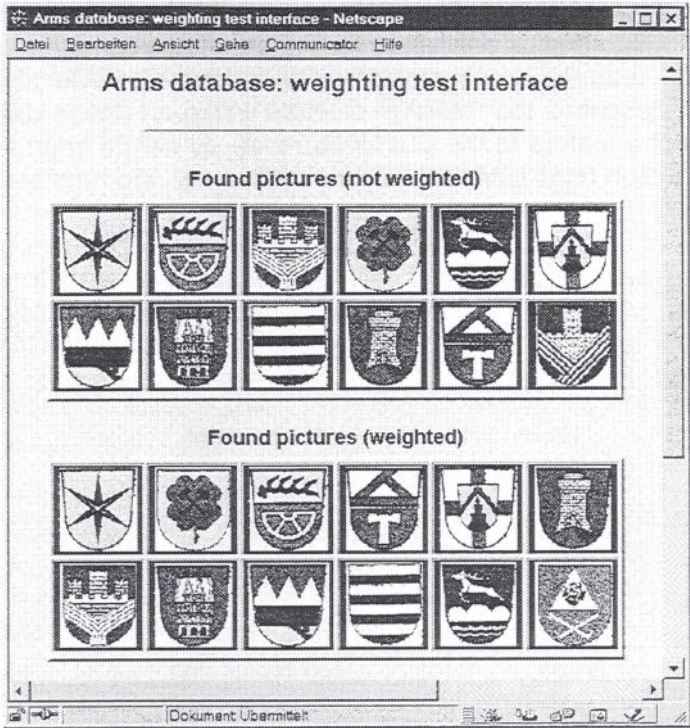 Arms database: weighting test interface - Netscape
Datei Bearbeiten Ansicht Gehe Communicator Hilfe
Arms database: weighting test interface
Found pictures (not weighted)
Found pictures (weighted)
Dokument Übermittelt